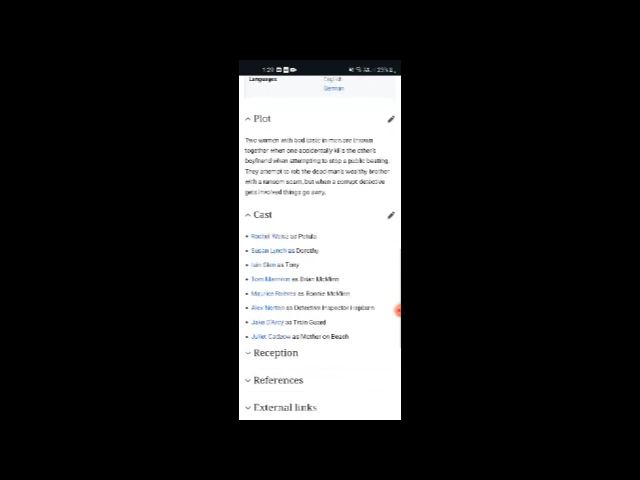 Languages English
German
Plot
Two women with bad taste in men are thrown
together when one accidentally kills the other's
boyfriend when attempting to stop a public beating.
They attempt to rob the dead man's wealthy brother
with a ransom scam, but when a corrupt detective
gets involved things go awry.
Cast
• Rachel Weisz as Petula
• Susan Lynch as Dorothy
• Iain Glen as Tony
• Tom Mannion as Brian McMinn
• Maurice Roëves as Ronnie McMinn
• Alex Norton as Detective Inspector Hepburn
• Jake D'Arcy as Train Guard
• Juliet Cadzow as Mother on Beach
Reception
References
External links